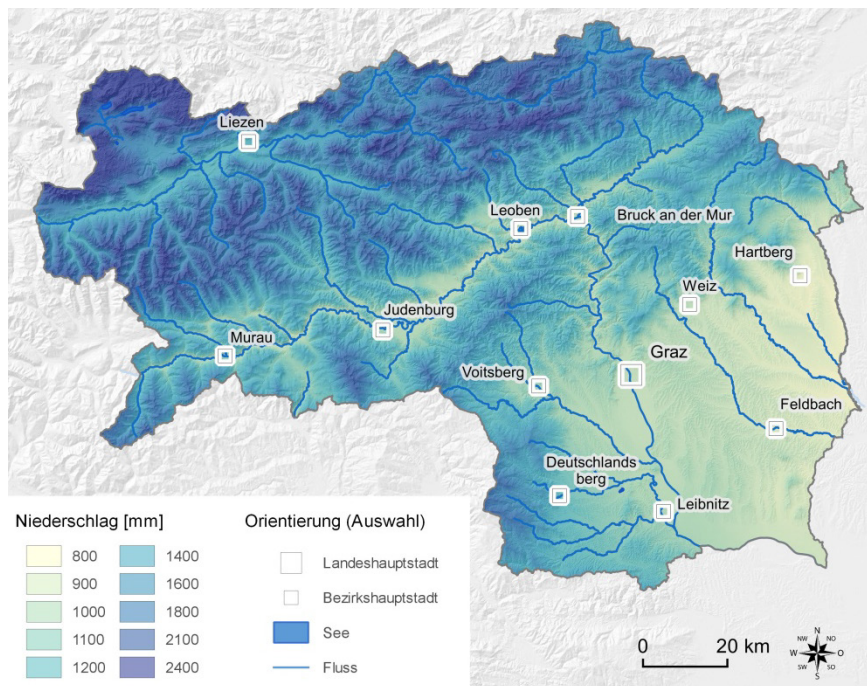 Liezen
Leoben
Bruck an der Mur
Hartberg
Weiz
Judenburg
Murau
Graz
Voitsberg
Feldbach
Deutschlands
berg
Leibnitz
Niederschlag [mm]
800
900
1000
1100
1200
1400
1600
1800
2100
2400
Orientierung (Auswahl)
Landeshauptstadt
Bezirkshauptstadt
See
Fluss
0 20 km
N
NW NO
W O
SW SO
S